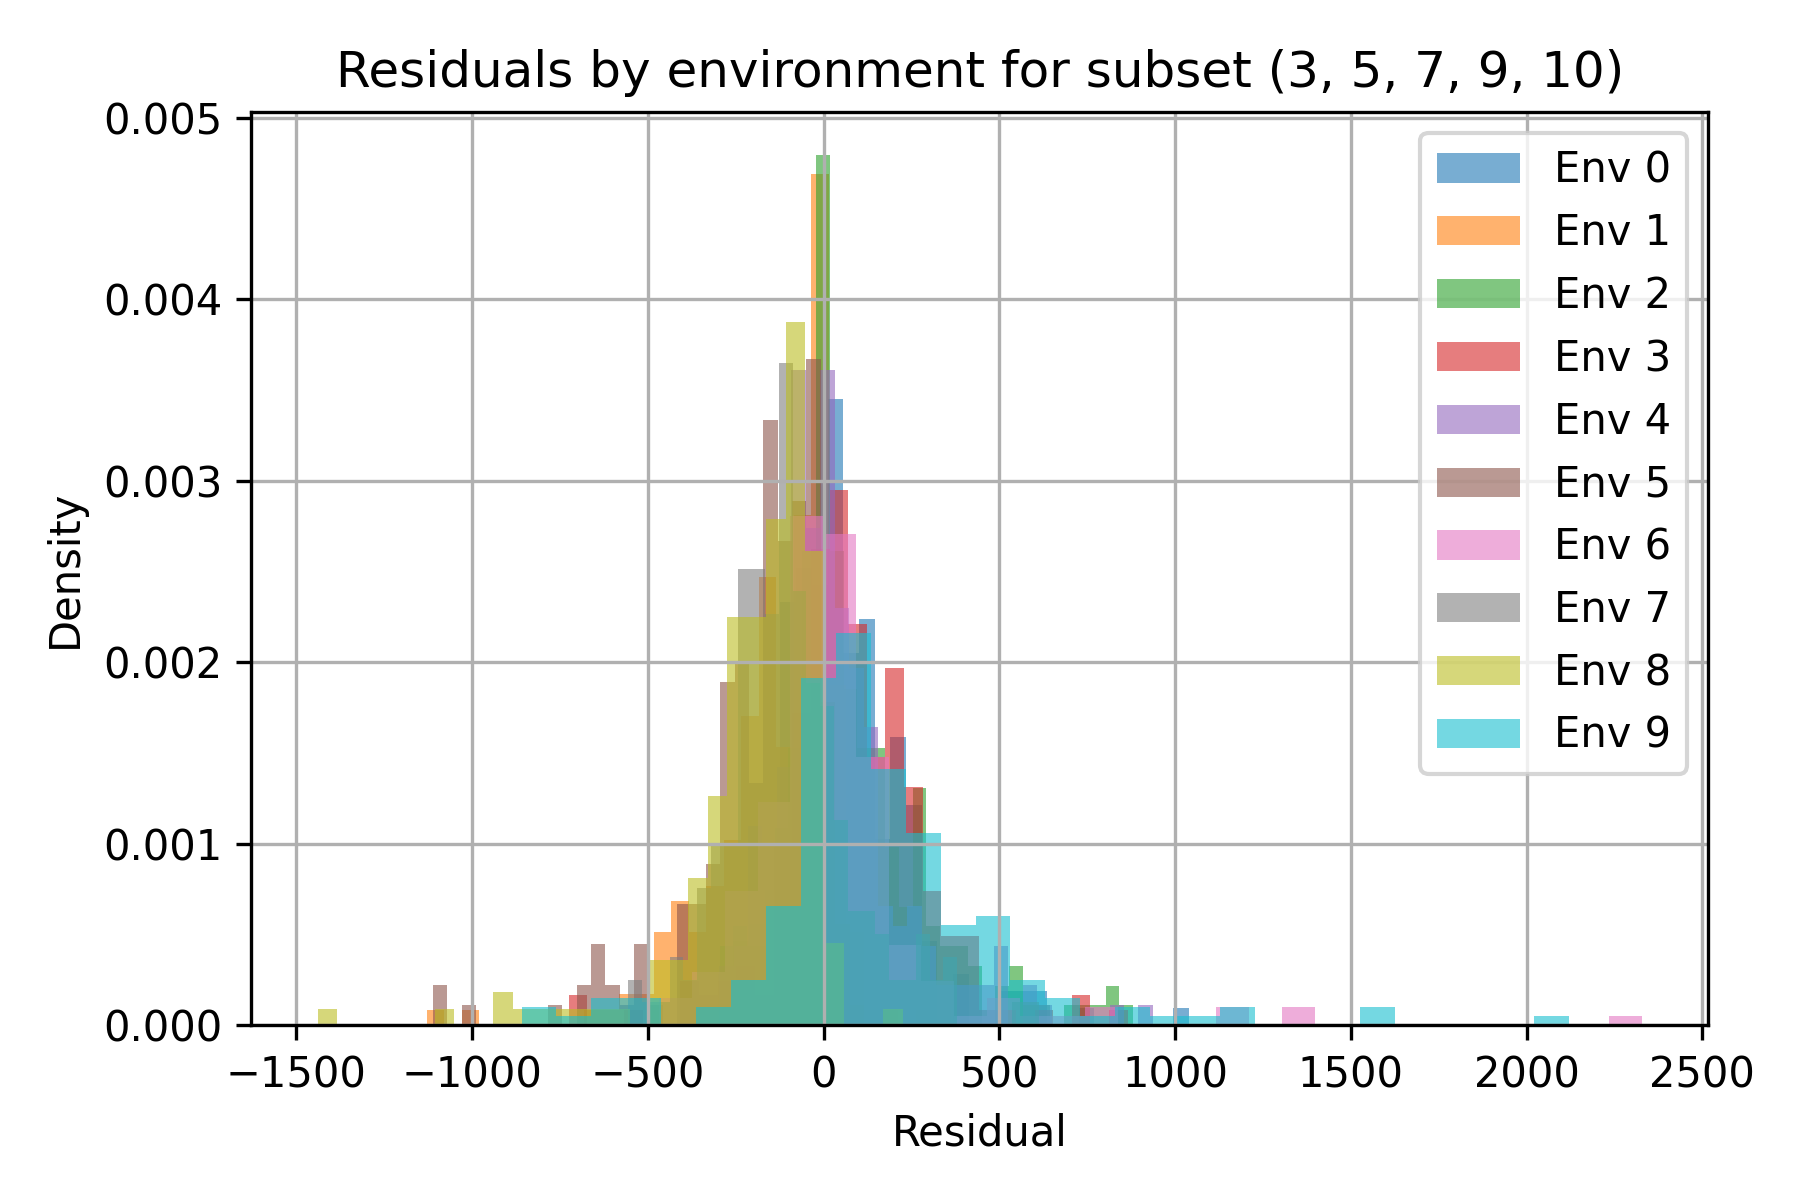 Residuals by environment for subset (3, 5, 7, 9, 10)
0.005
0.004
0.003
0.002
0.001
0.000
Density
Env 0
Env 1
Env 2
Env 3
Env 4
Env 5
Env 6
Env 7
Env 8
Env 9
−1500 −1000 −500 0 500 1000 1500 2000 2500
Residual